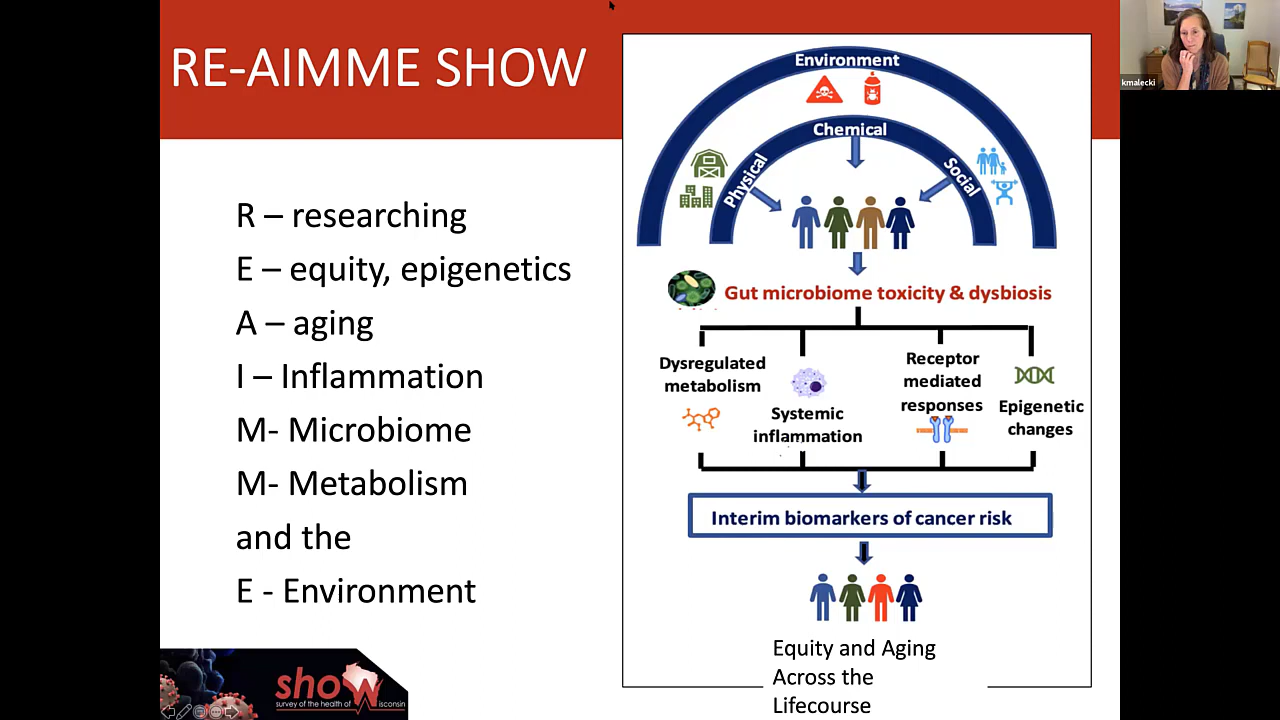 RE-AIMME SHOW
R – researching
E – equity, epigenetics
A – aging
I – Inflammation
M- Microbiome
M- Metabolism
and the
E - Environment
show
survey of the health of Wisconsin
Environment
Chemical
Physical
Social
Gut microbiome toxicity & dysbiosis
Dysregulated
metabolism
Systemic
inflammation
Receptor
mediated
responses
Epigenetic
changes
Interim biomarkers of cancer risk
Equity and Aging
Across the
Lifecourse
kmalecki